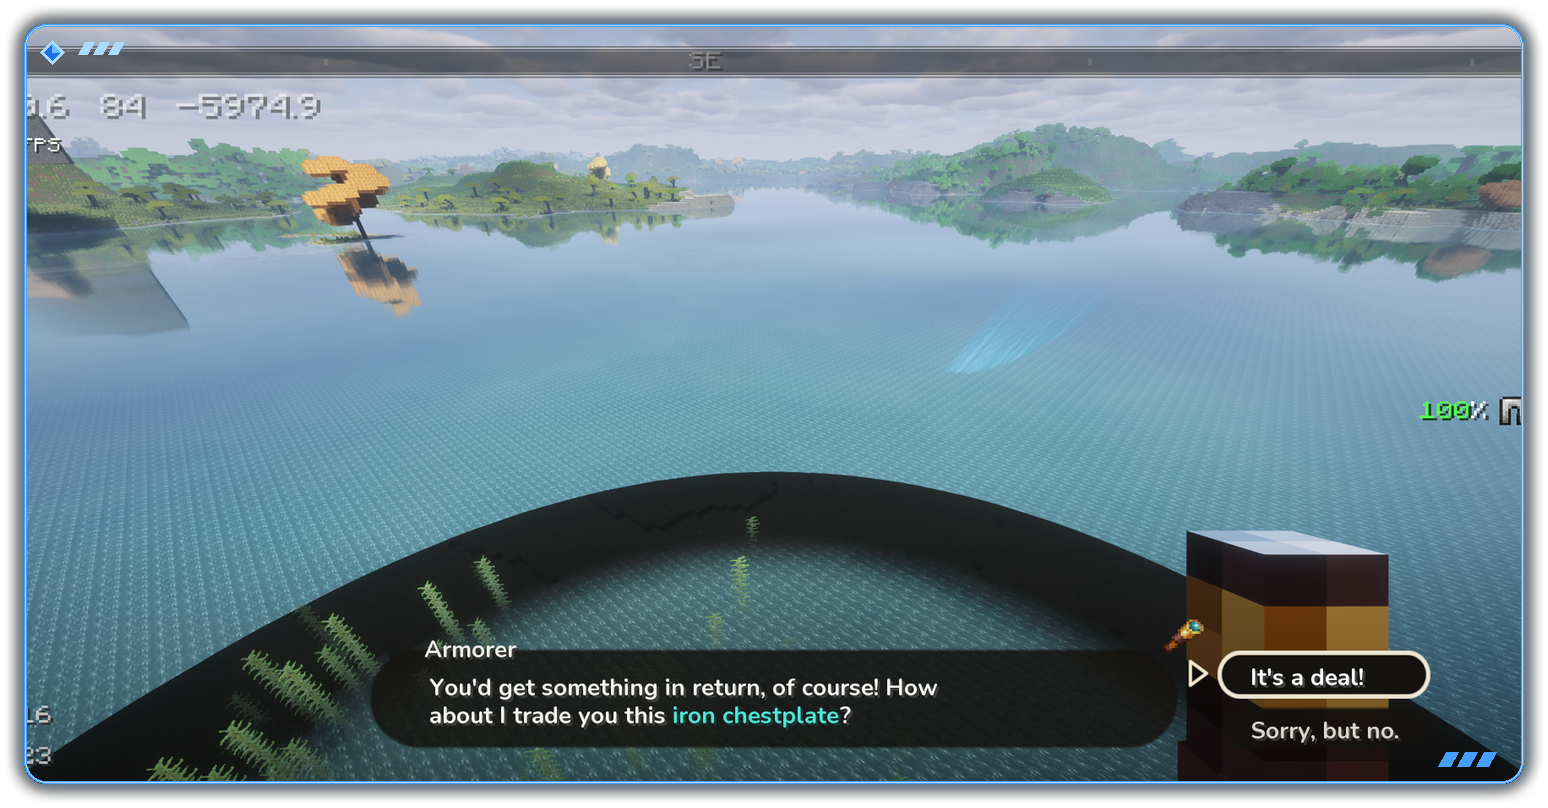 SE
84 -5974.9
100%
Armorer
You'd get something in return, of course! How
about I trade you this iron chestplate?
It's a deal!
Sorry, but no.